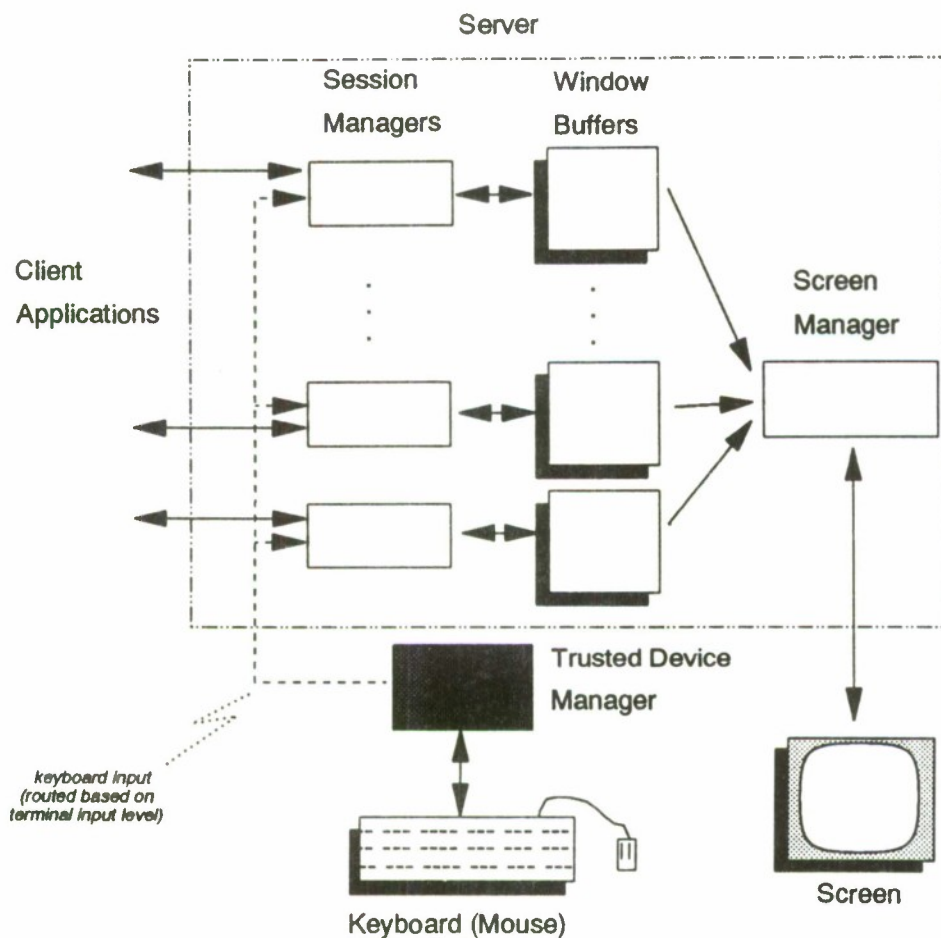 Server
Session
Managers
Window
Buffers
Client
Applications
Screen
Manager
Trusted Device
Manager
keyboard input
(routed based on
terminal input level)
Keyboard (Mouse)
Screen